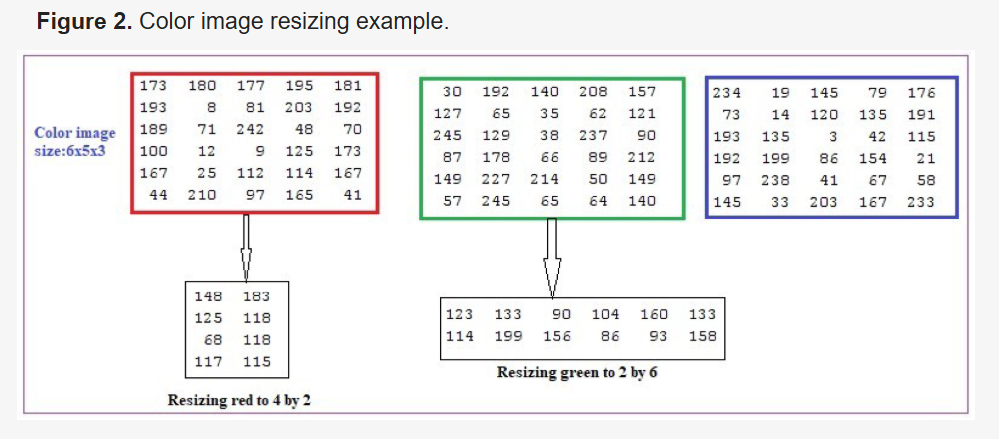 Figure 2. Color image resizing example.
Color image
size:6x5x3
173 180 177 195 181
193 8 81 203 192
189 71 242 48 70
100 12 9 125 173
167 25 112 114 167
44 210 97 165 41
30 192 140 208 157
127 65 35 62 121
245 129 38 237 90
87 178 66 89 212
149 227 214 50 149
57 245 65 64 140
234 19 145 79 176
73 14 120 135 191
193 135 3 42 115
192 199 86 154 21
97 238 41 67 58
145 33 203 167 233
148 183
125 118
68 118
117 115
Resizing red to 4 by 2
123 133 90 104 160 133
114 199 156 86 93 158
Resizing green to 2 by 6